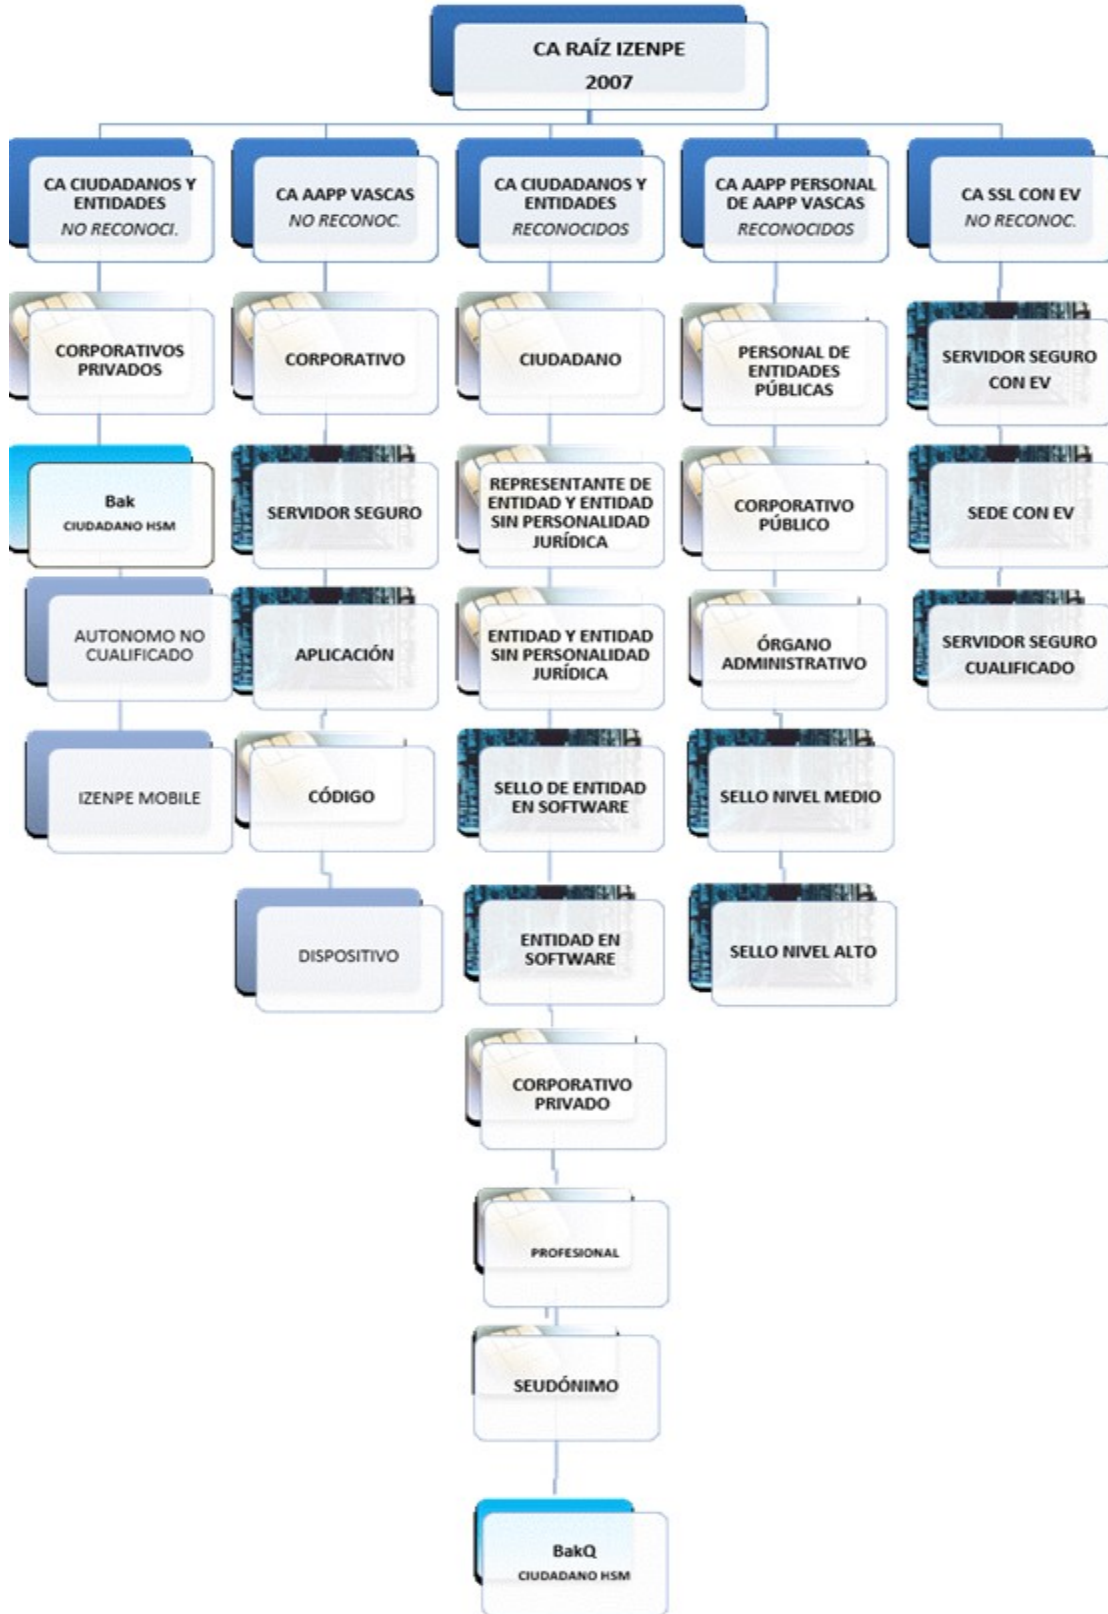 CA RAÍZ IZENPE
2007
CA CIUDADANOS Y
ENTIDADES
NO RECONOCI.
CA AAPP VASCAS
NO RECONOC.
CA CIUDADANOS Y
ENTIDADES
RECONOCIDOS
CA AAPP PERSONAL
DE AAPP VASCAS
RECONOCIDOS
CA SSL CON EV
NO RECONOC.
CORPORATIVOS
PRIVADOS
CORPORATIVO
CIUDADANO
PERSONAL DE
ENTIDADES
PÚBLICAS
SERVIDOR SEGURO
CON EV
Bak
CIUDADANO HSM
SERVIDOR SEGURO
REPRESENTANTE DE
ENTIDAD Y ENTIDAD
SIN PERSONALIDAD
JURÍDICA
CORPORATIVO
PÚBLICO
SEDE CON EV
AUTONOMO NO
CUALIFICADO
APLICACIÓN
ENTIDAD Y ENTIDAD
SIN PERSONALIDAD
JURÍDICA
ÓRGANO
ADMINISTRATIVO
SERVIDOR SEGURO
CUALIFICADO
IZENPE MOBILE
CÓDIGO
SELLO DE ENTIDAD
EN SOFTWARE
SELLO NIVEL MEDIO
DISPOSITIVO
ENTIDAD EN
SOFTWARE
SELLO NIVEL ALTO
CORPORATIVO
PRIVADO
PROFESIONAL
SEUDÓNIMO
BakQ
CIUDADANO HSM